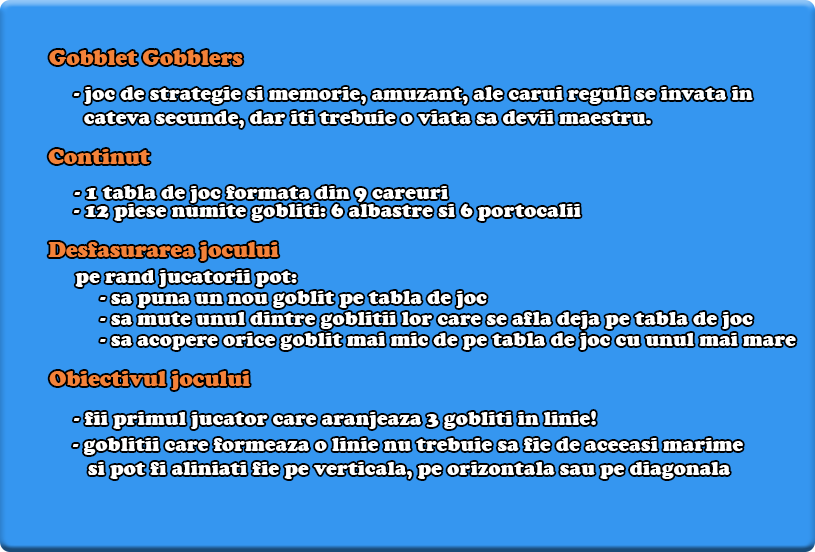 Gobblet Gobblers
- joc de strategie si memorie, amuzant, ale carui reguli se invata in
cateva secunde, dar iti trebuie o viata sa devii maestru.
Continut
- 1 tabla de joc formata din 9 careuri
- 12 piese numite gobliti: 6 albastre si 6 portocalii
Desfasurarea jocului
pe rand jucatorii pot:
- sa puna un nou goblit pe tabla de joc
- sa mute unul dintre goblitii lor care se afla deja pe tabla de joc
- sa acopere orice goblit mai mic de pe tabla de joc cu unul mai mare
Obiectivul jocului
- fii primul jucator care aranjeaza 3 gobliti in linie!
- goblitii care formeaza o linie nu trebuie sa fie de aceeasi marime
si pot fi aliniati fie pe verticala, pe orizontala sau pe diagonala